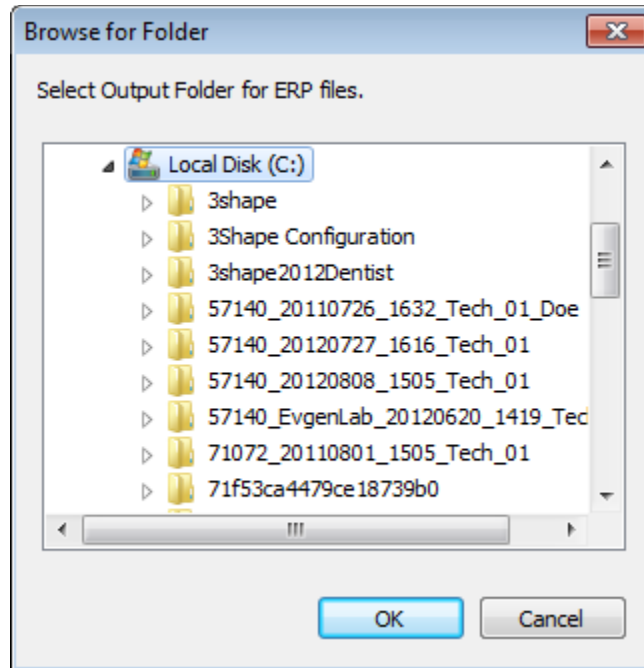 Browse for Folder
Select Output Folder for ERP files.
Local Disk (C:)
3shape
3Shape Configuration
3shape2012Dentist
57140_20110726_1632_Tech_01_Doe
57140_20120727_1616_Tech_01
57140_20120808_1505_Tech_01
57140_EvgenLab_20120620_1419_Tec
71072_20110801_1505_Tech_01
71f53ca4479ce18739b0
OK Cancel